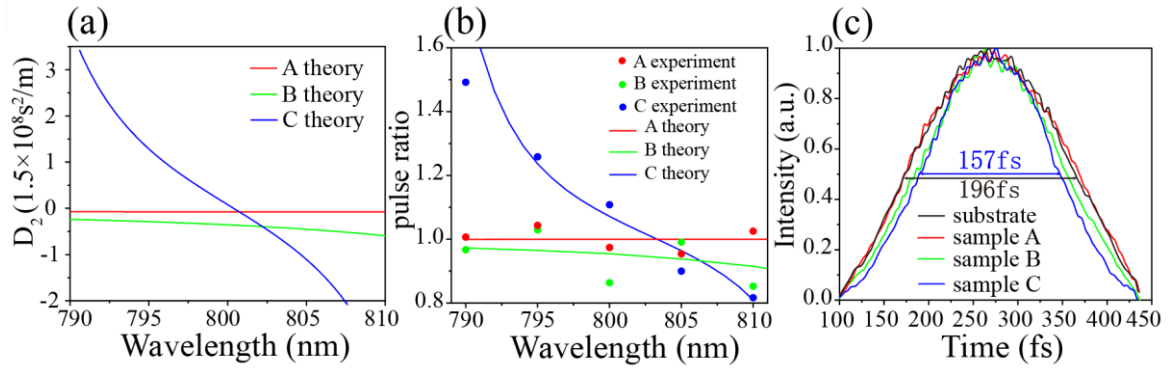 (a)
D₂ (1.5×10⁸s²/m)
3
2
1
0
-1
-2
A theory
B theory
C theory
790 795 800 805 810
Wavelength (nm)
(b)
pulse ratio
1.6
1.4
1.2
1.0
0.8
A experiment
B experiment
C experiment
A theory
B theory
C theory
790 795 800 805 810
Wavelength (nm)
(c)
Intensity (a.u.)
1.0
0.8
0.6
0.4
0.2
0.0
157fs
196fs
substrate
sample A
sample B
sample C
100 150 200 250 300 350 400 450
Time (fs)